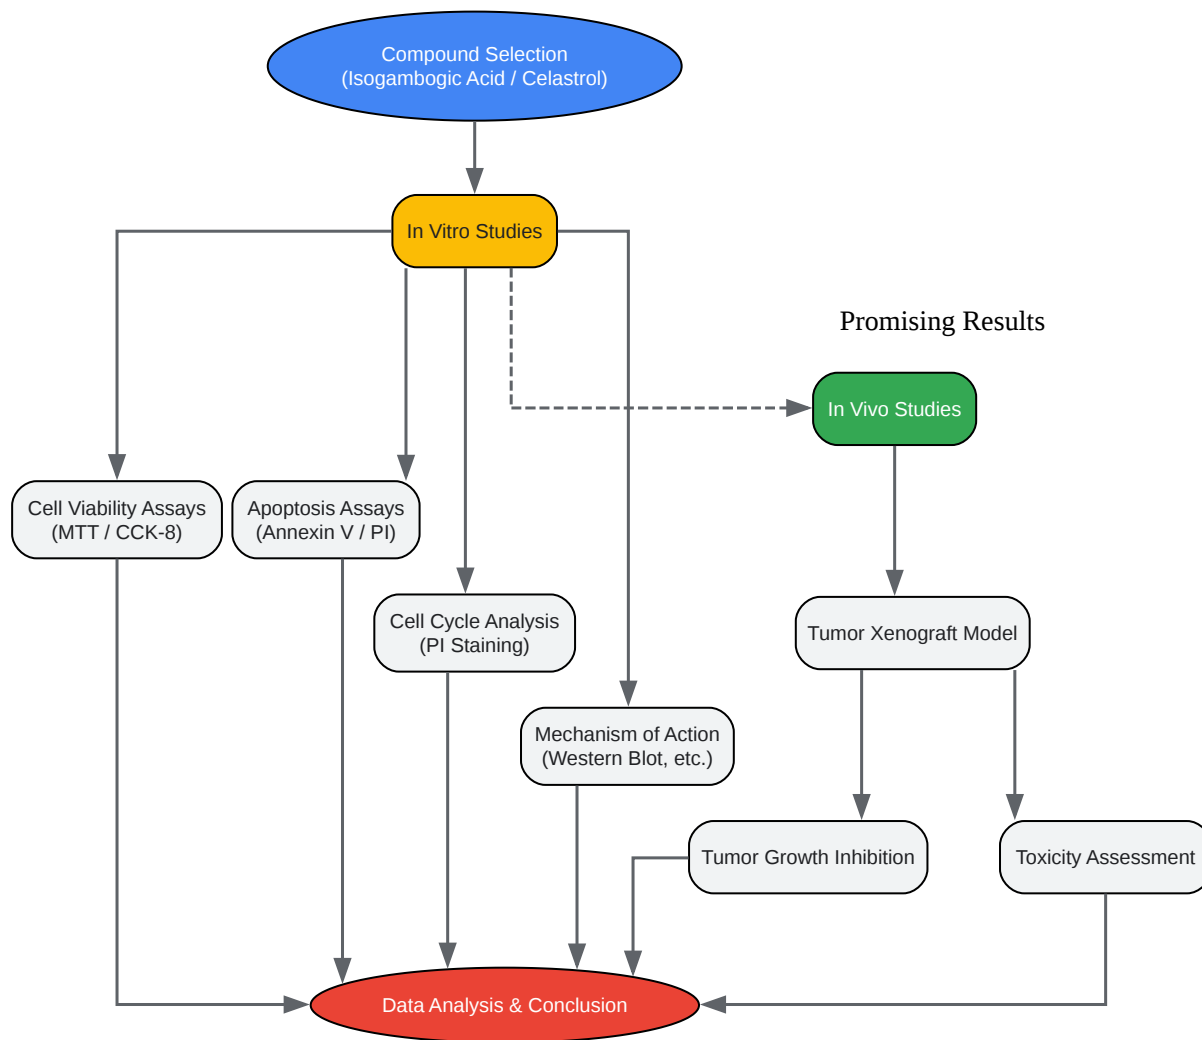 Compound Selection
(Isogambogic Acid / Celastrol)
In Vitro Studies
Promising Results
In Vivo Studies
Cell Viability Assays
(MTT / CCK-8)
Apoptosis Assays
(Annexin V / PI)
Cell Cycle Analysis
(PI Staining)
Tumor Xenograft Model
Mechanism of Action
(Western Blot, etc.)
Tumor Growth Inhibition
Toxicity Assessment
Data Analysis & Conclusion